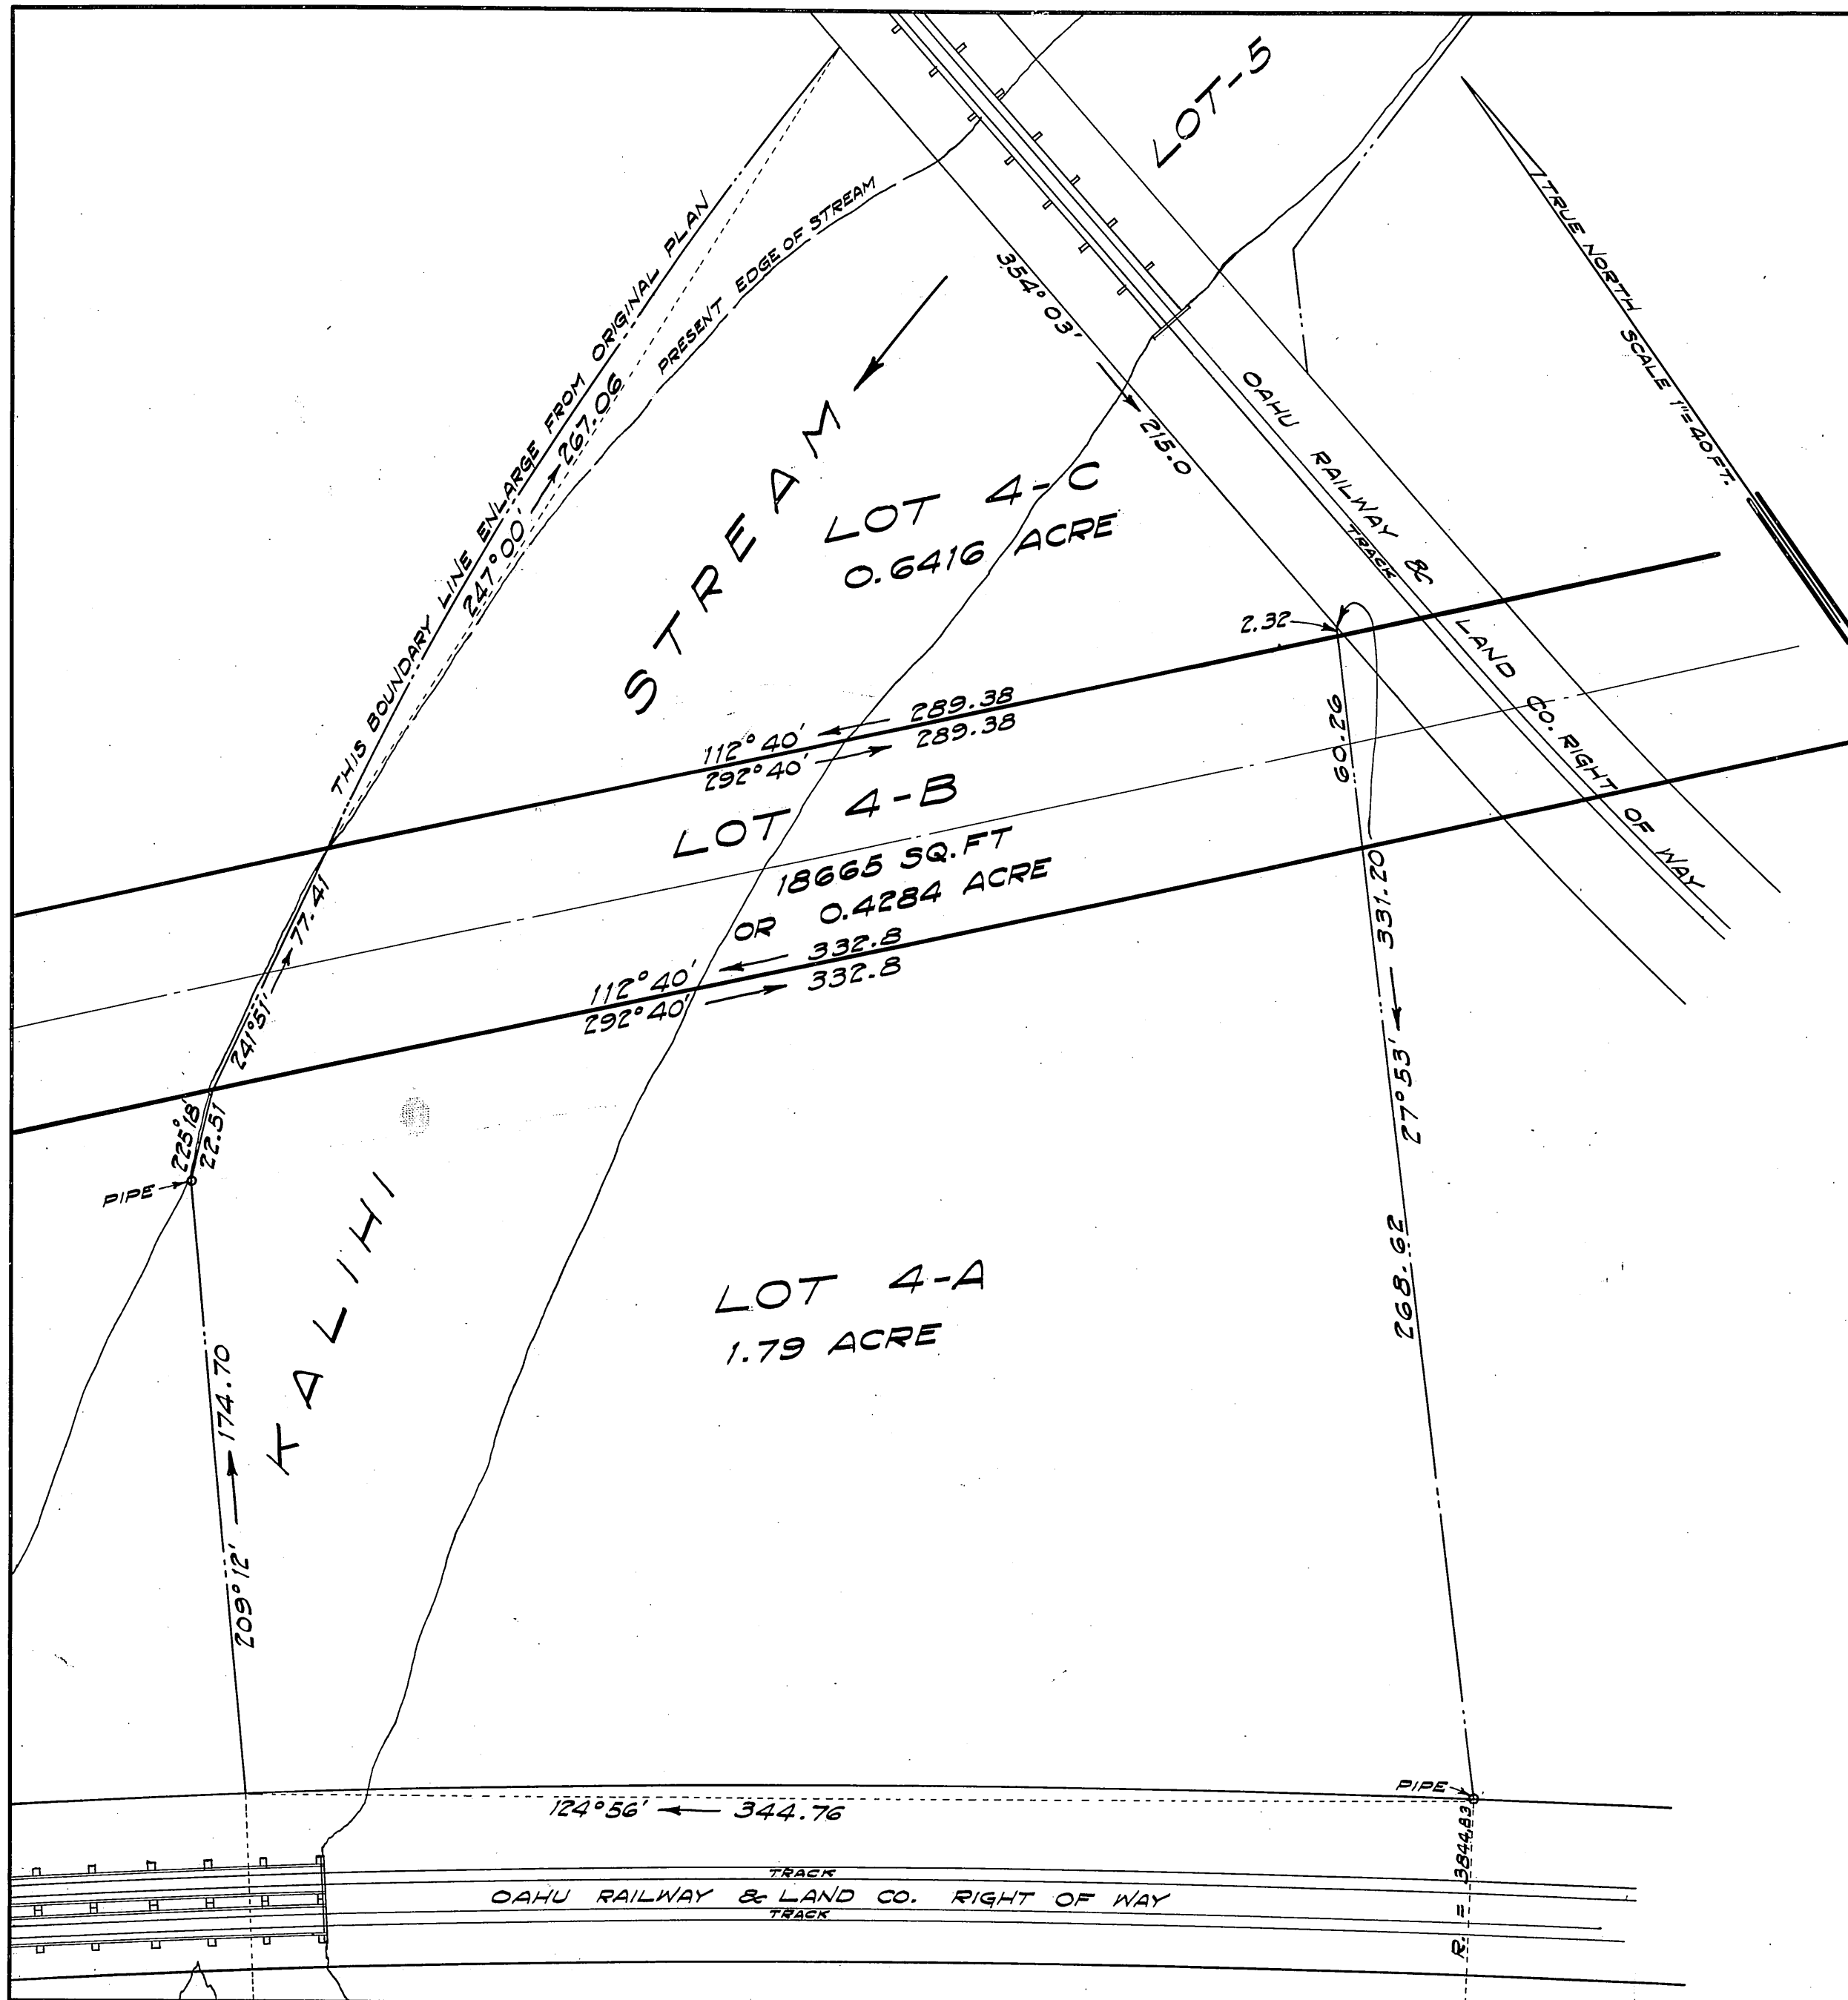 LOT-5
TRUE NORTH SCALE 1"=40FT.
THIS BOUNDARY LINE ENLARGE FROM ORIGINAL PLAN
247°00' 267.06
PRESENT EDGE OF STREAM
354°03' 215.0
OAHU RAILWAY & LAND CO. RIGHT OF WAY
TRACK
STREAM
LOT 4-C
0.6416 ACRE
2.32
60.26
112°40' 289.38
292°40' 289.38
LOT 4-B
18665 SQ.FT
OR 0.4284 ACRE
112°40' 332.8
292°40' 332.8
241°51' 77.41
225°18'
22.51
PIPE
27°53' 331.20
268.62
KALIHI
LOT 4-A
1.79 ACRE
209°12' 174.70
PIPE
124°56' 344.76
R. = 3844.83
TRACK
OAHU RAILWAY & LAND CO. RIGHT OF WAY
TRACK